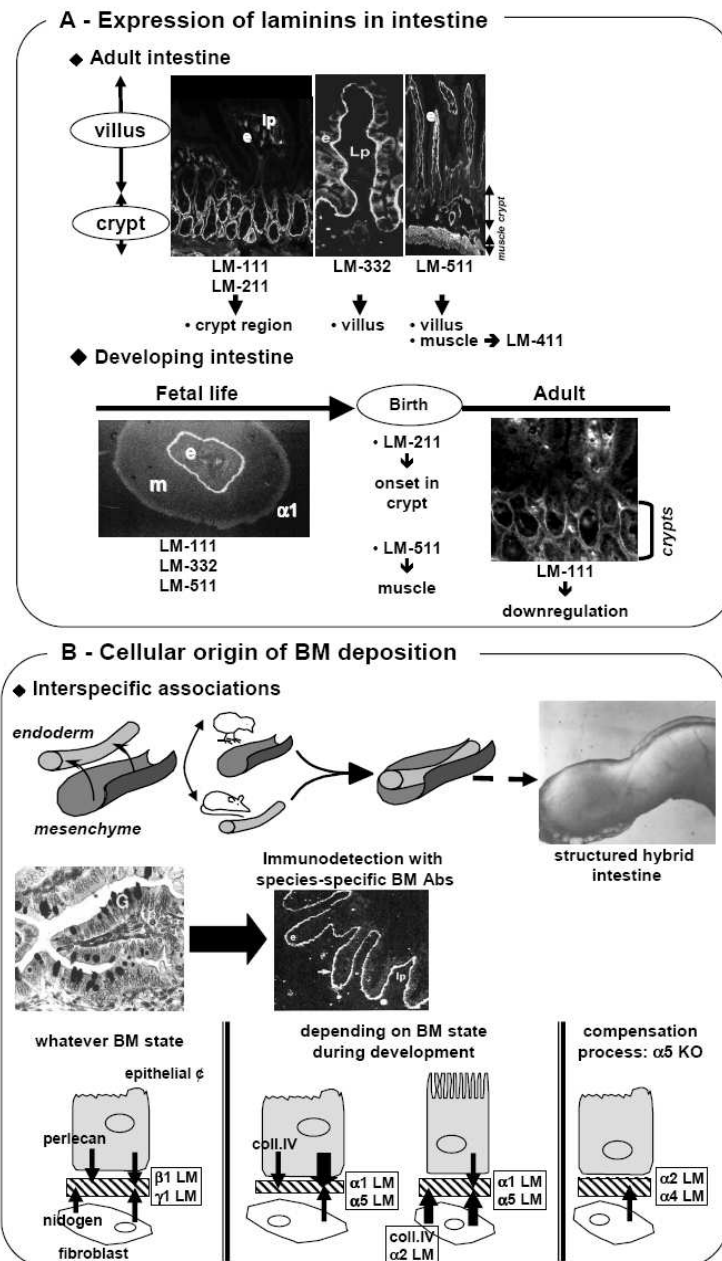 A - Expression of laminins in intestine
◆ Adult intestine
villus
crypt
e
lp
e
Lp
e
muscle crypt
LM-111
LM-211
LM-332
LM-511
• crypt region
• villus
• villus
• muscle ➔ LM-411
◆ Developing intestine
Fetal life
Birth
Adult
e
m
α1
LM-111
LM-332
LM-511
• LM-211
onset in
crypt
• LM-511
muscle
crypts
LM-111
downregulation
B - Cellular origin of BM deposition
◆ Interspecific associations
endoderm
mesenchyme
structured hybrid
intestine
Immunodetection with
species-specific BM Abs
G
e
lp
whatever BM state
depending on BM state
during development
compensation
process: α5 KO
epithelial ¢
perlecan
β1 LM
γ1 LM
nidogen
fibroblast
coll.IV
α1 LM
α5 LM
α1 LM
α5 LM
coll.IV
α2 LM
α2 LM
α4 LM